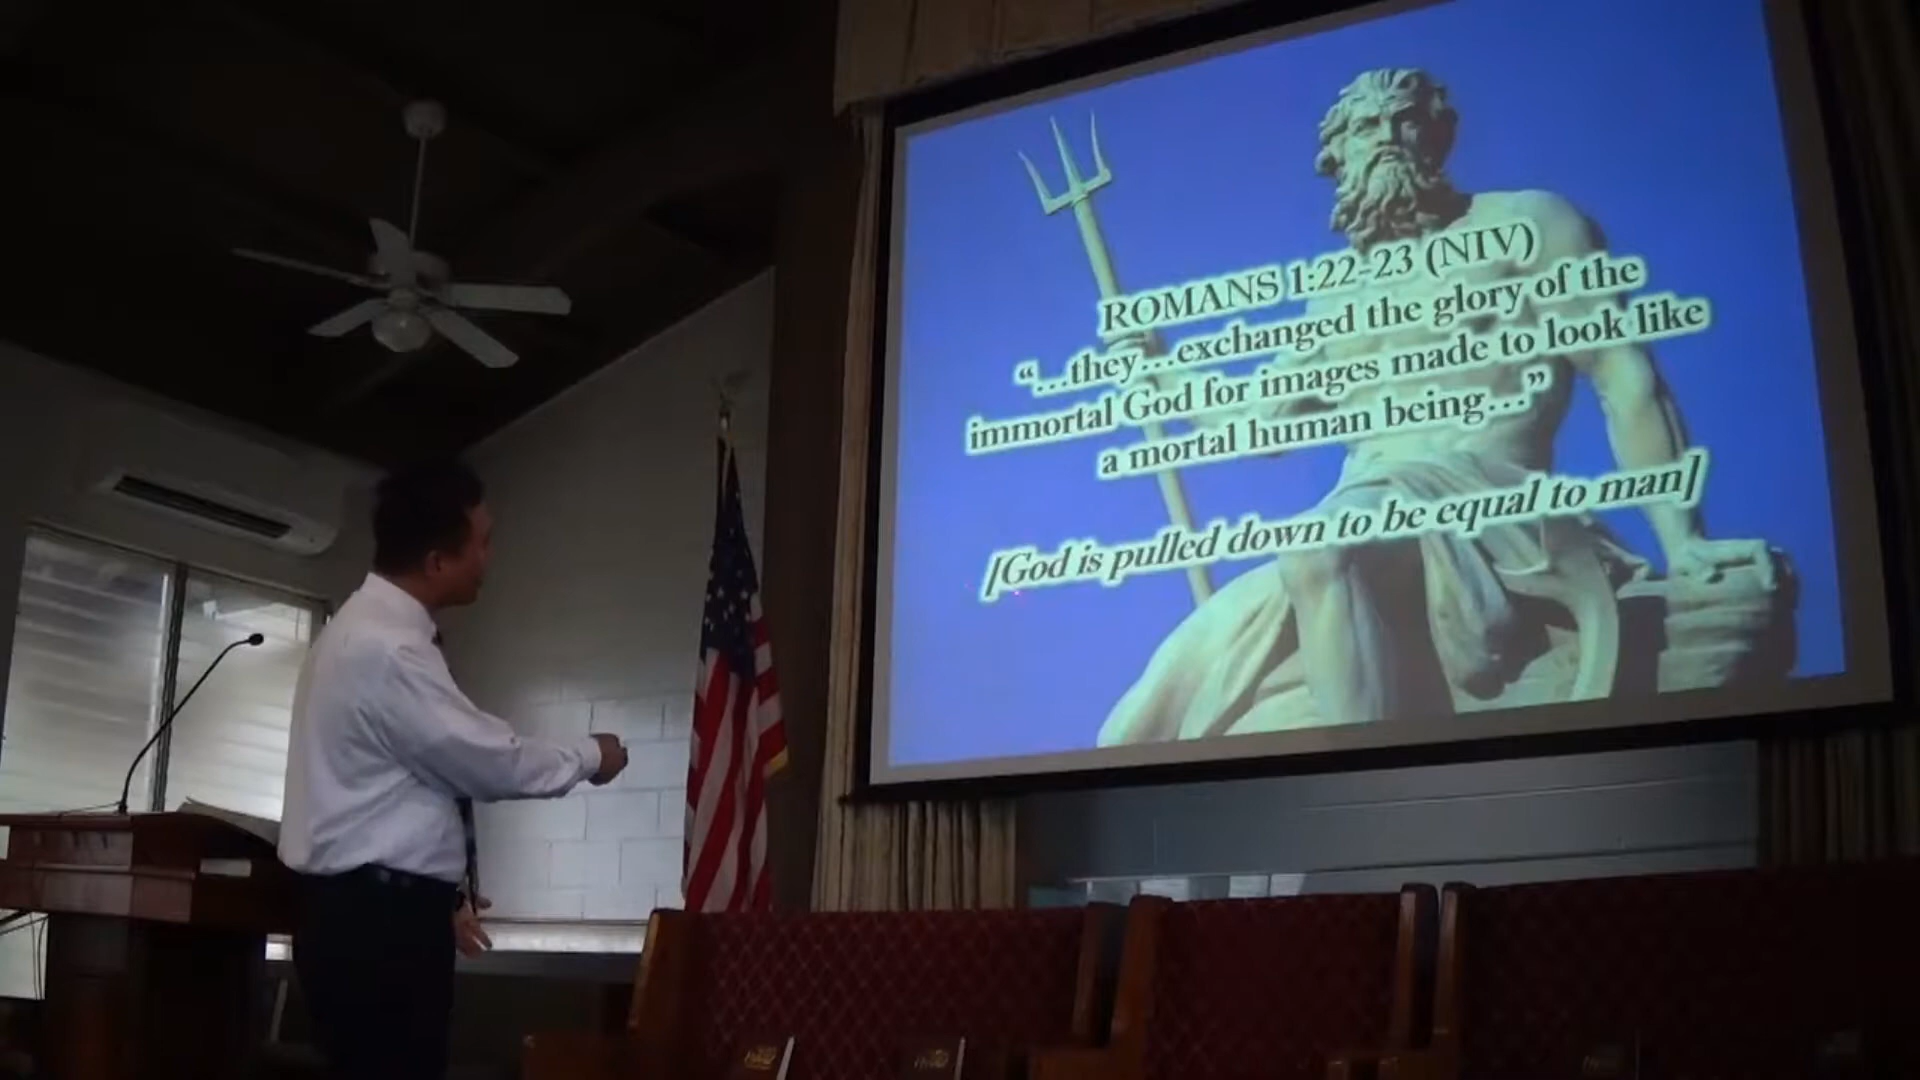 ROMANS 1:22-23 (NIV)
“...they...exchanged the glory of the
immortal God for images made to look like
a mortal human being...”
[God is pulled down to be equal to man]